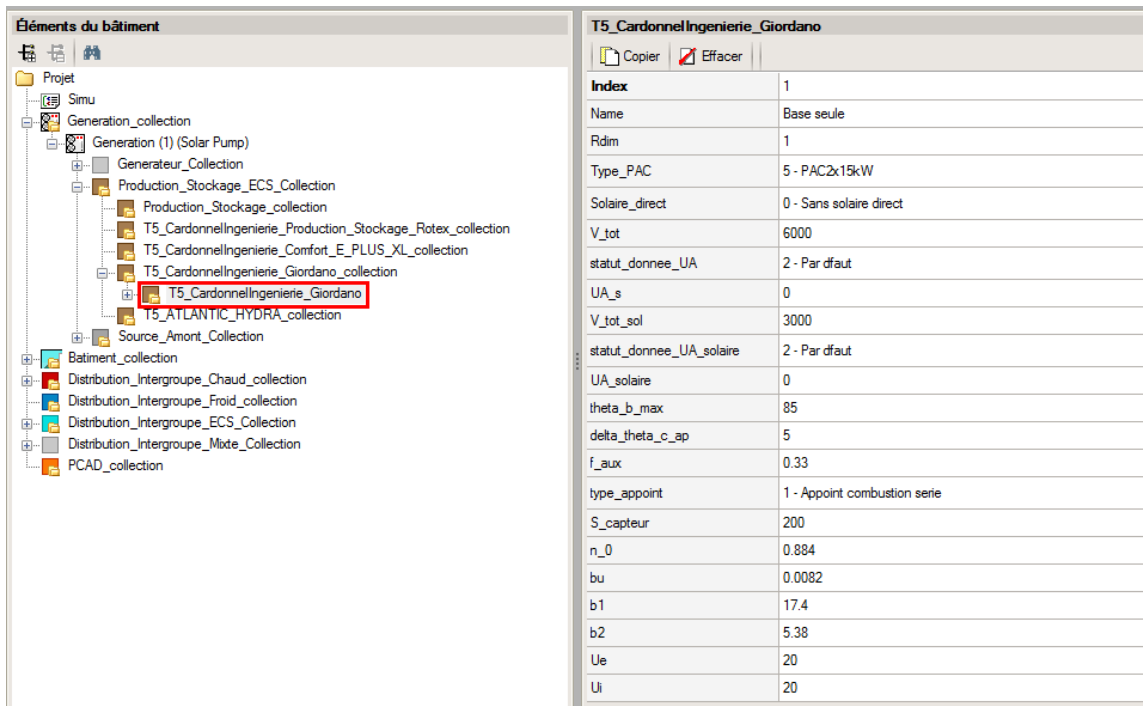 Éléments du bâtiment
Projet
Simu
Generation_collection
Generation (1) (Solar Pump)
Generateur_Collection
Production_Stockage_ECS_Collection
Production_Stockage_collection
T5_CardonnelIngenierie_Production_Stockage_Rotex_collection
T5_CardonnelIngenierie_Comfort_E_PLUS_XL_collection
T5_CardonnelIngenierie_Giordano_collection
T5_CardonnelIngenierie_Giordano
T5_ATLANTIC_HYDRA_collection
Source_Amont_Collection
Batiment_collection
Distribution_Intergroupe_Chaud_collection
Distribution_Intergroupe_Froid_collection
Distribution_Intergroupe_ECS_Collection
Distribution_Intergroupe_Mixte_Collection
PCAD_collection
T5_CardonnelIngenierie_Giordano
Copier Effacer
Index 1
Name Base seule
Rdim 1
Type_PAC 5 - PAC2x15kW
Solaire_direct 0 - Sans solaire direct
V_tot 6000
statut_donnee_UA 2 - Par dfaut
UA_s 0
V_tot_sol 3000
statut_donnee_UA_solaire 2 - Par dfaut
UA_solaire 0
theta_b_max 85
delta_theta_c_ap 5
f_aux 0.33
type_appoint 1 - Appoint combustion serie
S_capteur 200
n_0 0.884
bu 0.0082
b1 17.4
b2 5.38
Ue 20
Ui 20